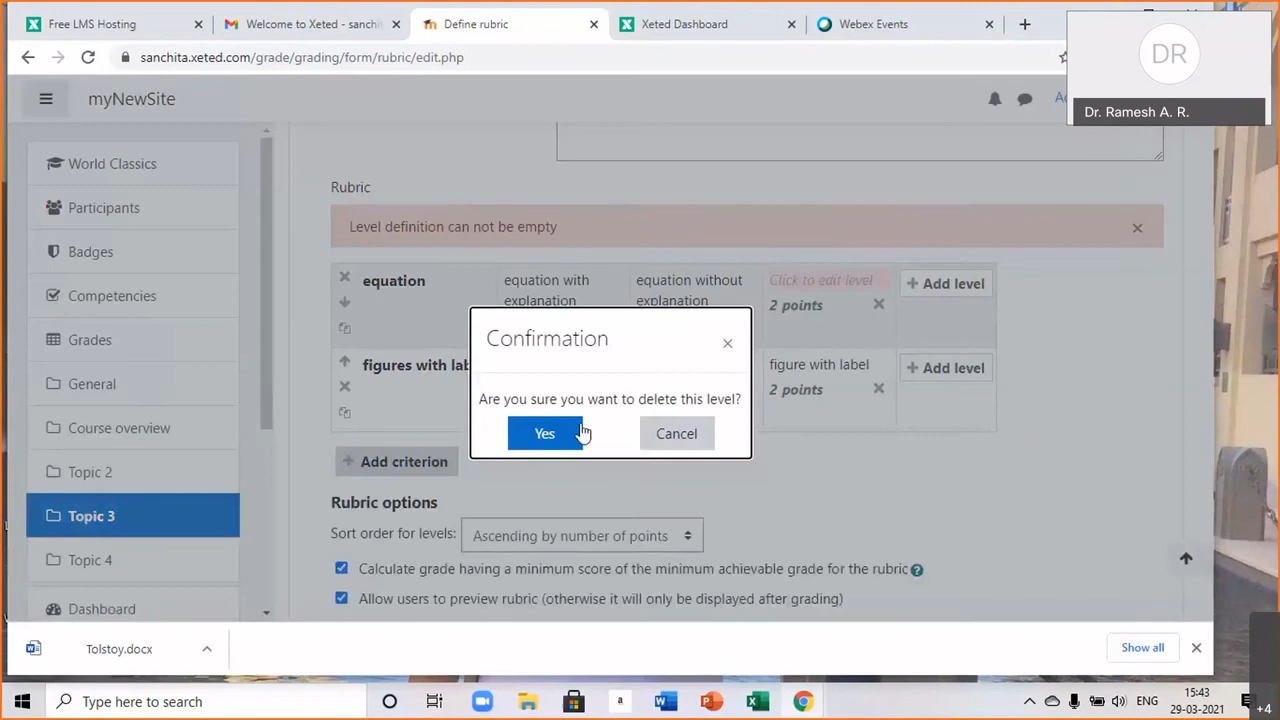 Free LMS Hosting
Welcome to Xeted - sanchit
Define rubric
Xeted Dashboard
Webex Events
sanchita.xeted.com/grade/grading/form/rubric/edit.php
DR
Dr. Ramesh A. R.
myNewSite
World Classics
Participants
Badges
Competencies
Grades
General
Course overview
Topic 2
Topic 3
Topic 4
Dashboard
Rubric
Level definition can not be empty
equation
equation with
explanation
equation without
explanation
Click to edit level
2 points
+ Add level
figures with lab
figure with label
2 points
+ Add level
Confirmation
Are you sure you want to delete this level?
Yes
Cancel
+ Add criterion
Rubric options
Sort order for levels:
Ascending by number of points
Calculate grade having a minimum score of the minimum achievable grade for the rubric
Allow users to preview rubric (otherwise it will only be displayed after grading)
Tolstoy.docx
Show all
Type here to search
ENG
15:43
29-03-2021
+4